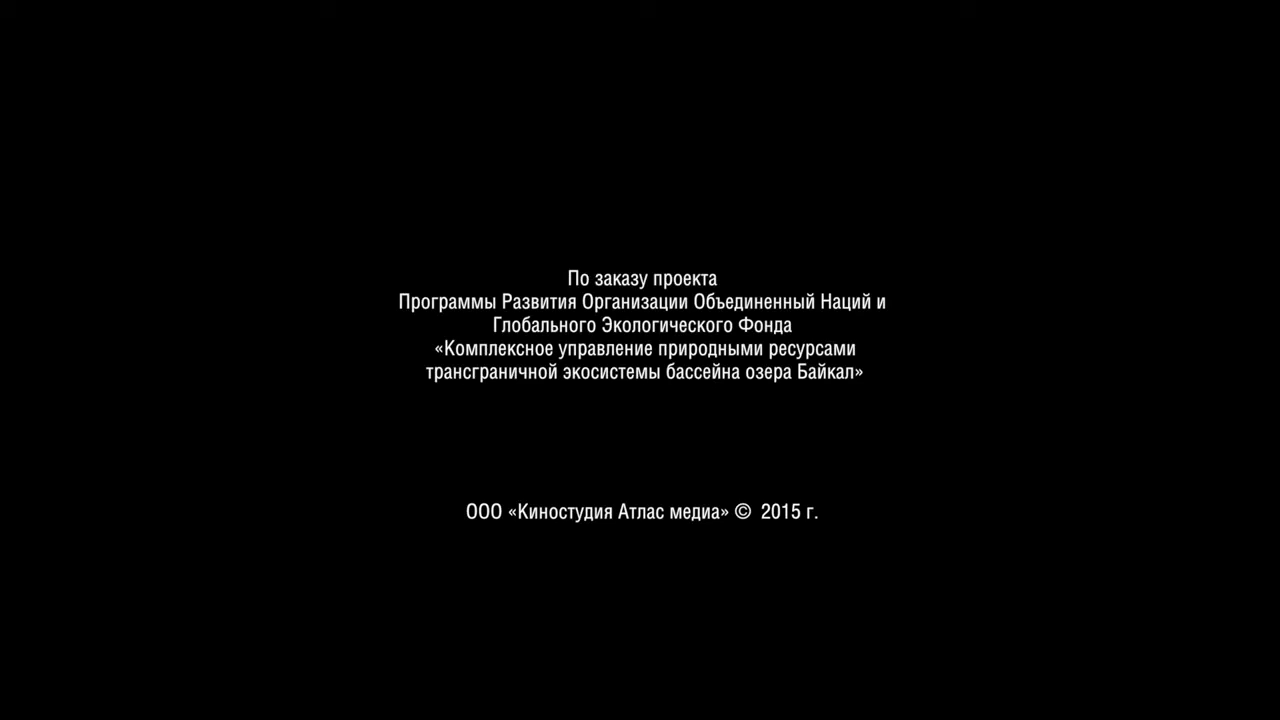 По заказу проекта
Программы Развития Организации Объединенный Наций и
Глобального Экологического Фонда
«Комплексное управление природными ресурсами
трансграничной экосистемы бассейна озера Байкал»
ООО «Киностудия Атлас медиа» © 2015 г.